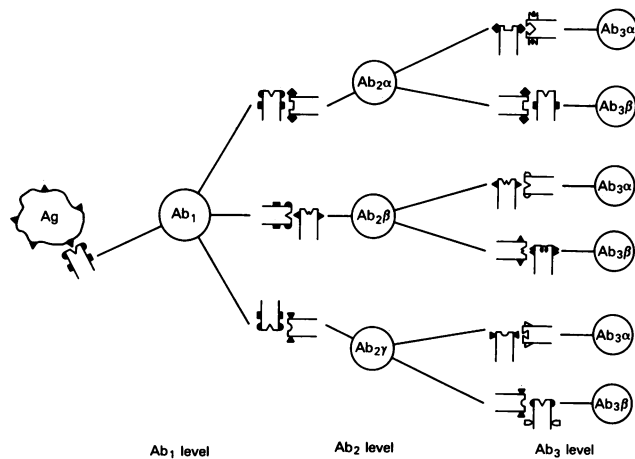 Ag
Ab₁
Ab₂α
Ab₂β
Ab₂γ
Ab₃α
Ab₃β
Ab₃α
Ab₃β
Ab₃α
Ab₃β
Ab₁ level
Ab₂ level
Ab₃ level